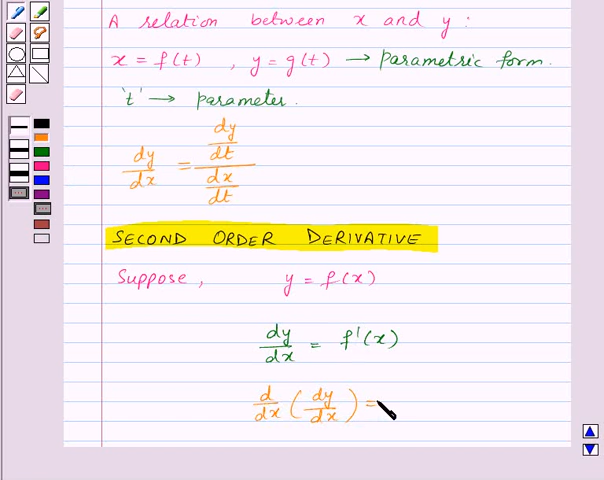 A relation between x and y :
x = f(t) , y = g(t) → parametric form.
't' → parameter.
dy/dx = (dy/dt)/(dx/dt)
SECOND ORDER DERIVATIVE
Suppose, y = f(x)
dy/dx = f'(x)
d/dx (dy/dx) =